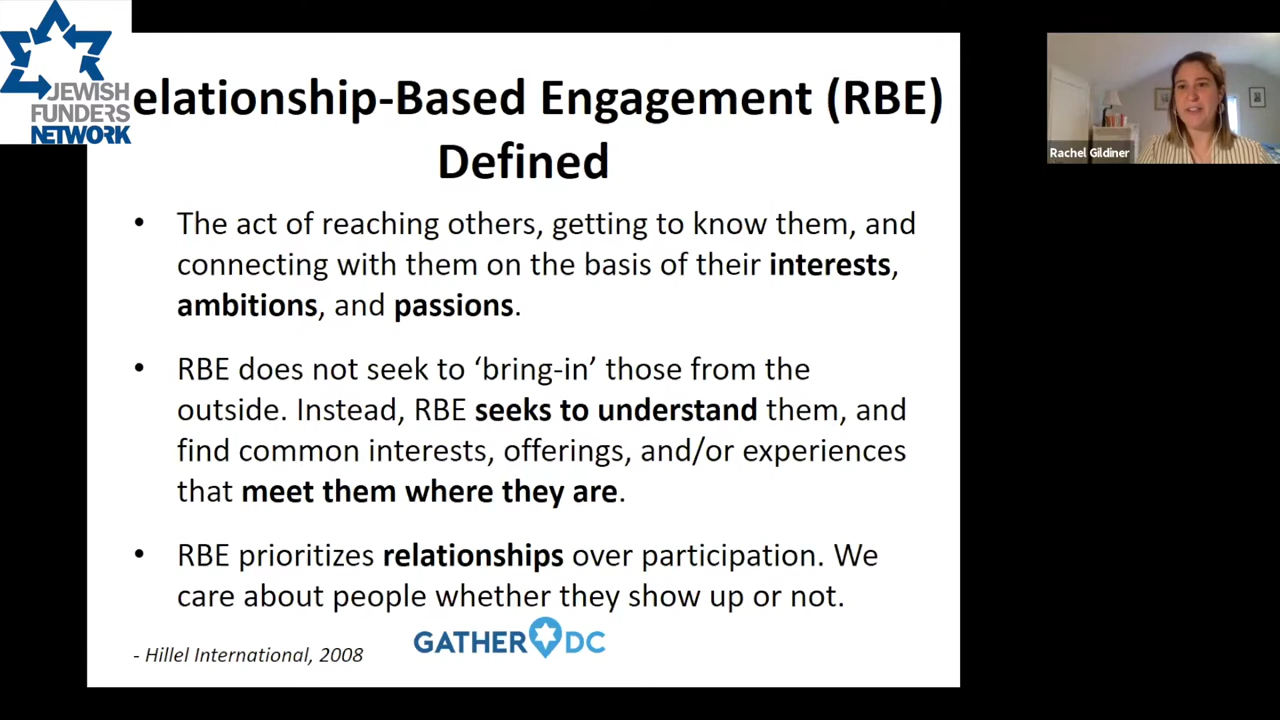 JEWISH
FUNDERS
NETWORK
elationship-Based Engagement (RBE)
Defined
• The act of reaching others, getting to know them, and
connecting with them on the basis of their interests,
ambitions, and passions.
• RBE does not seek to ‘bring-in’ those from the
outside. Instead, RBE seeks to understand them, and
find common interests, offerings, and/or experiences
that meet them where they are.
• RBE prioritizes relationships over participation. We
care about people whether they show up or not.
- Hillel International, 2008
GATHER DC
Rachel Gildiner